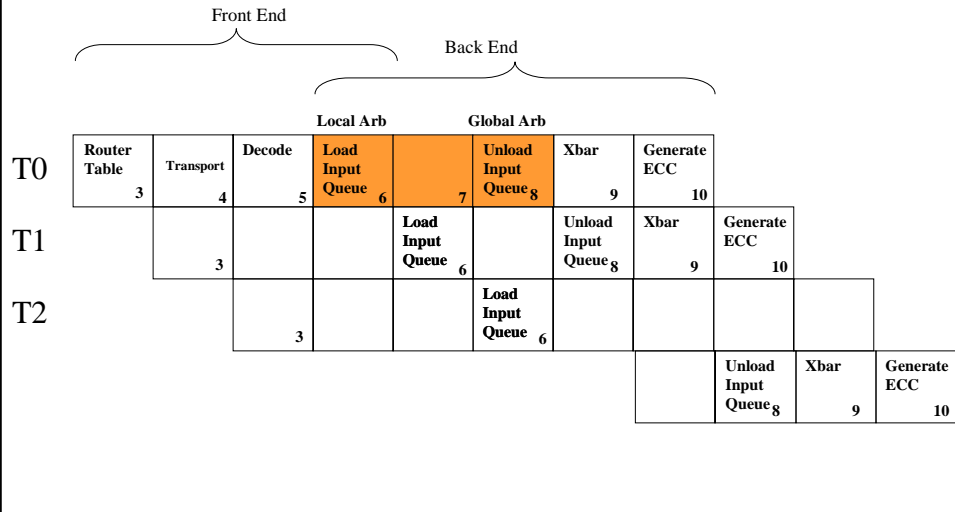 Front End
Back End
Local Arb
Global Arb
T0
Router
Table
3
Transport
4
Decode
5
Load
Input
Queue 6
7
Unload
Input
Queue 8
Xbar
9
Generate
ECC
10
T1
3
Load
Input
Queue 6
Unload
Input
Queue 8
Xbar
9
Generate
ECC
10
T2
3
Load
Input
Queue 6
Unload
Input
Queue 8
Xbar
9
Generate
ECC
10